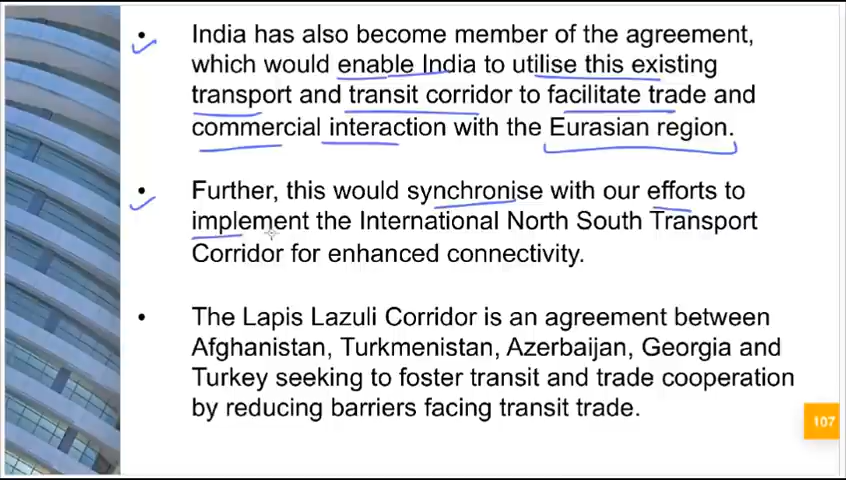 • India has also become member of the agreement,
which would enable India to utilise this existing
transport and transit corridor to facilitate trade and
commercial interaction with the Eurasian region.
• Further, this would synchronise with our efforts to
implement the International North South Transport
Corridor for enhanced connectivity.
• The Lapis Lazuli Corridor is an agreement between
Afghanistan, Turkmenistan, Azerbaijan, Georgia and
Turkey seeking to foster transit and trade cooperation
by reducing barriers facing transit trade.
107